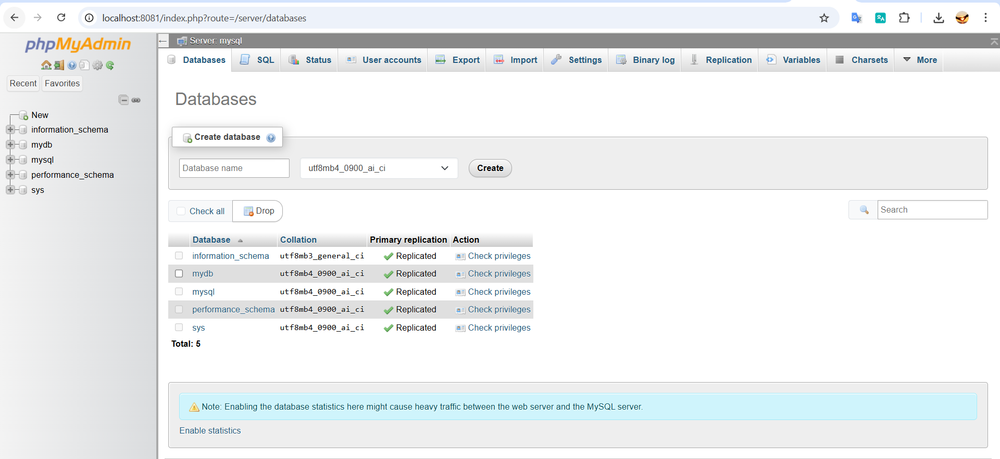 localhost:8081/index.php?route=/server/databases
phpMyAdmin
Recent Favorites
New
information_schema
mydb
mysql
performance_schema
sys
Server: mysql
Databases SQL Status User accounts Export Import Settings Binary log Replication Variables Charsets More
Databases
Create database
Database name utf8mb4_0900_ai_ci Create
Check all Drop Search
Database Collation Primary replication Action
information_schema utf8mb3_general_ci Replicated Check privileges
mydb utf8mb4_0900_ai_ci Replicated Check privileges
mysql utf8mb4_0900_ai_ci Replicated Check privileges
performance_schema utf8mb4_0900_ai_ci Replicated Check privileges
sys utf8mb4_0900_ai_ci Replicated Check privileges
Total: 5
Note: Enabling the database statistics here might cause heavy traffic between the web server and the MySQL server.
Enable statistics